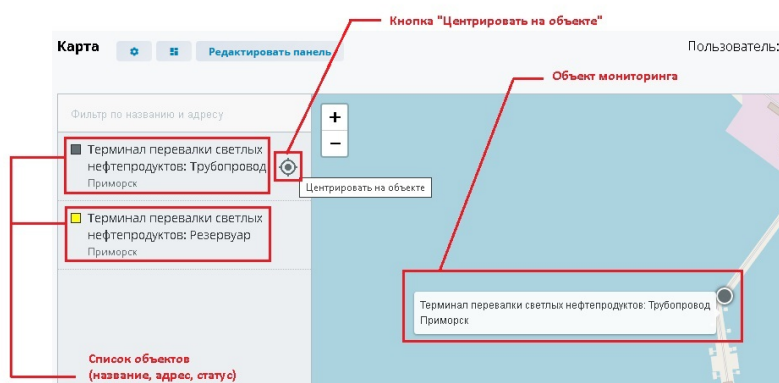 Кнопка "Центрировать на объекте"
Карта
Редактировать панель
Пользователь:
Объект мониторинга
Фильтр по названию и адресу
+
−
Терминал перевалки светлых
нефтепродуктов: Трубопровод
Приморск
Центрировать на объекте
Терминал перевалки светлых
нефтепродуктов: Резервуар
Приморск
Терминал перевалки светлых нефтепродуктов: Трубопровод
Приморск
Список объектов
(название, адрес, статус)